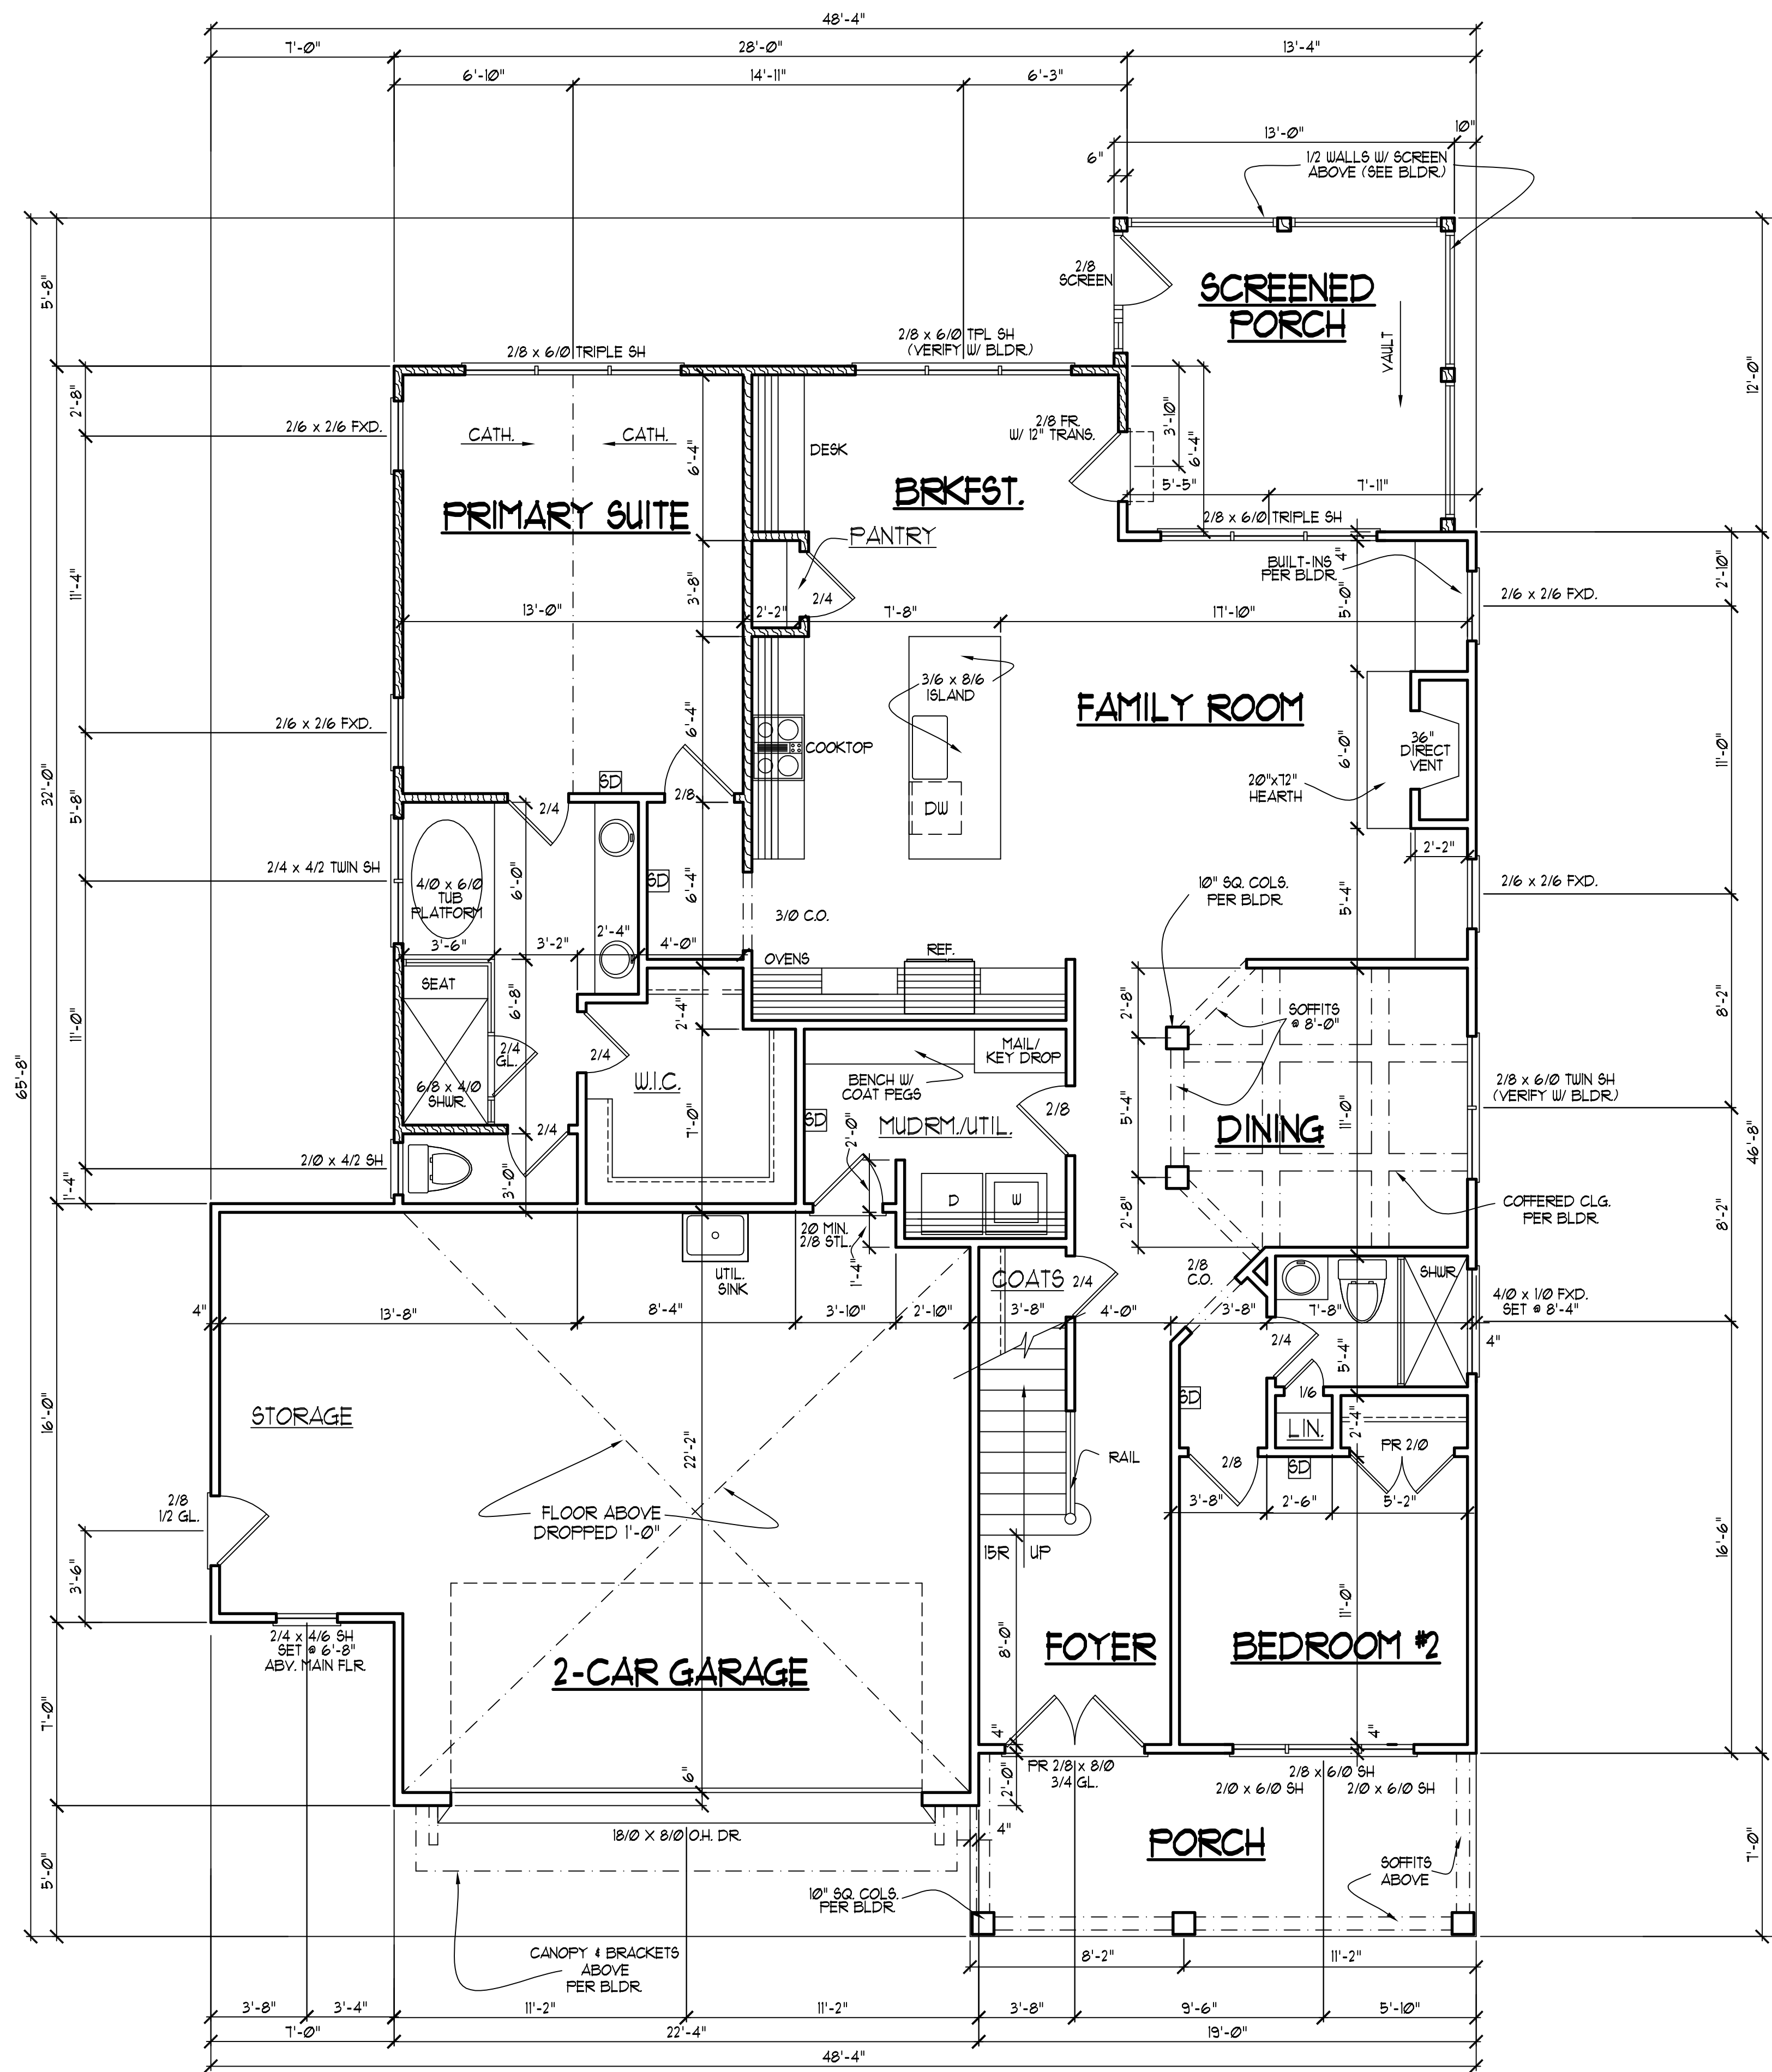 48'-4"
7'-0"
28'-0"
13'-4"
6'-10"
14'-11"
6'-3"
13'-0"
10"
6"
1/2 WALLS W/ SCREEN
ABOVE (SEE BLDR.)
5'-8"
2/8
SCREEN
SCREENED
PORCH
VAULT
12'-0"
2/8 x 6/0 TRIPLE SH
2/8 x 6/0 TPL SH
(VERIFY W/ BLDR.)
2'-8"
2/6 x 2/6 FXD.
CATH.
CATH.
6'-4"
DESK
2/8 FR.
W/ 12" TRANS.
3'-10"
6'-4"
PRIMARY SUITE
BRKFST.
5'-5"
7'-11"
2/8 x 6/0 TRIPLE SH
PANTRY
4"
BUILT-INS
PER BLDR.
5'-0"
2'-10"
2/6 x 2/6 FXD.
11'-4"
3'-8"
2/4
13'-0"
2'-2"
7'-8"
17'-10"
3/6 x 8/6
ISLAND
FAMILY ROOM
2/6 x 2/6 FXD.
6'-4"
COOKTOP
36"
DIRECT
VENT
6'-0"
11'-0"
20"x72"
HEARTH
32'-0"
5'-8"
SD
2/4
2/8
DW
2'-2"
2/4 x 4/2 TWIN SH
4/0 x 6/0
TUB
PLATFORM
6'-0"
SD
6'-4"
10" SQ. COLS.
PER BLDR.
5'-4"
2/6 x 2/6 FXD.
3/0 C.O.
3'-6"
3'-2"
2'-4"
4'-0"
OVENS
REF.
SEAT
6'-8"
2'-4"
2'-8"
SOFFITS
@ 8'-0"
8'-2"
11'-0"
65'-8"
2/4
GL.
2/4
MAIL/
KEY DROP
6/8 x 4/0
SHWR.
W.I.C.
BENCH W/
COAT PEGS
2/8
5'-4"
11'-0"
2/8 x 6/0 TWIN SH
(VERIFY W/ BLDR.)
7'-0"
SD
2'-0"
MUDRM./UTIL.
DINING
46'-8"
2/4
2/0 x 4/2 SH
1'-4"
3'-0"
D
W
2'-8"
COFFERED CLG.
PER BLDR.
8'-2"
20 MIN.
2/8 STL.
1'-4"
UTIL.
SINK
COATS
2/4
2/8
C.O.
SHWR.
4"
13'-8"
8'-4"
3'-10"
2'-10"
3'-8"
4'-0"
3'-8"
7'-8"
4/0 x 1/0 FXD.
SET @ 8'-4"
4"
2/4
5'-4"
16'-0"
STORAGE
SD
1/6
LIN.
2'-4"
PR 2/0
22'-2"
RAIL
2/8
SD
2/8
1/2 GL.
3'-8"
2'-6"
5'-2"
FLOOR ABOVE
DROPPED 1'-0"
3'-6"
15R
UP
16'-6"
2/4 x 4/6 SH
SET @ 6'-8"
ABV. MAIN FLR.
8'-0"
11'-0"
FOYER
BEDROOM #2
2-CAR GARAGE
7'-0"
4"
4"
6"
2'-0"
PR 2/8 x 8/0
3/4 GL.
2/8 x 6/0 SH
2/0 x 6/0 SH
2/0 x 6/0 SH
18/0 X 8/0 O.H. DR.
4"
PORCH
5'-0"
7'-0"
SOFFITS
ABOVE
10" SQ. COLS.
PER BLDR.
CANOPY & BRACKETS
ABOVE
PER BLDR.
8'-2"
11'-2"
3'-8"
3'-4"
11'-2"
11'-2"
3'-8"
9'-6"
5'-10"
7'-0"
22'-4"
19'-0"
48'-4"